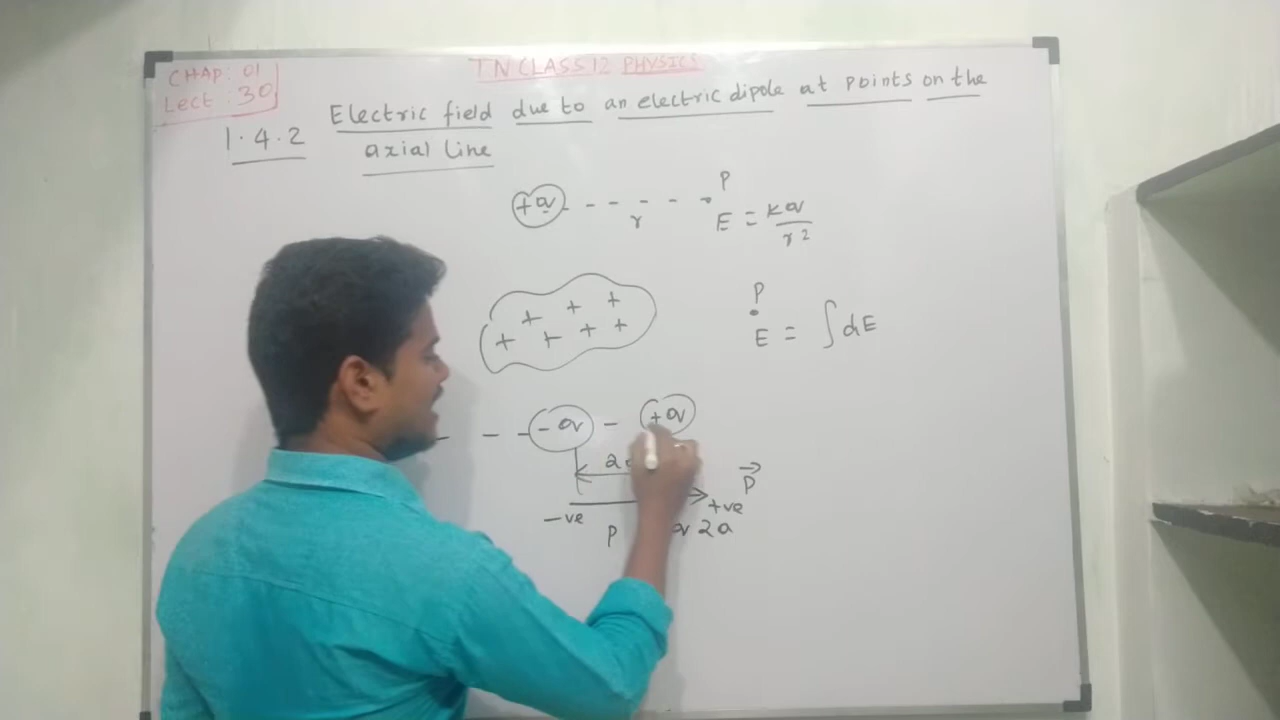 CHAP: 01
Lect: 30
TN CLASS 12 PHYSICS
1.4.2 Electric field due to an electric dipole at points on the
axial line
+q r P
E = kq/r²
+ + + + + + + +
P
E = ∫dE
-q +q
2
-ve +ve
P⃗
P q 2a